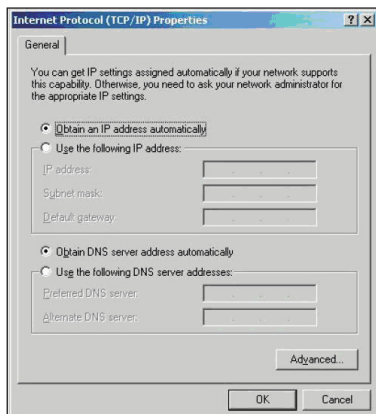 Internet Protocol (TCP/IP) Properties
? X
General
You can get IP settings assigned automatically if your network supports
this capability. Otherwise, you need to ask your network administrator for
the appropriate IP settings.
Obtain an IP address automatically
Use the following IP address:
IP address:
Subnet mask:
Default gateway:
Obtain DNS server address automatically
Use the following DNS server addresses:
Preferred DNS server:
Alternate DNS server:
Advanced...
OK Cancel